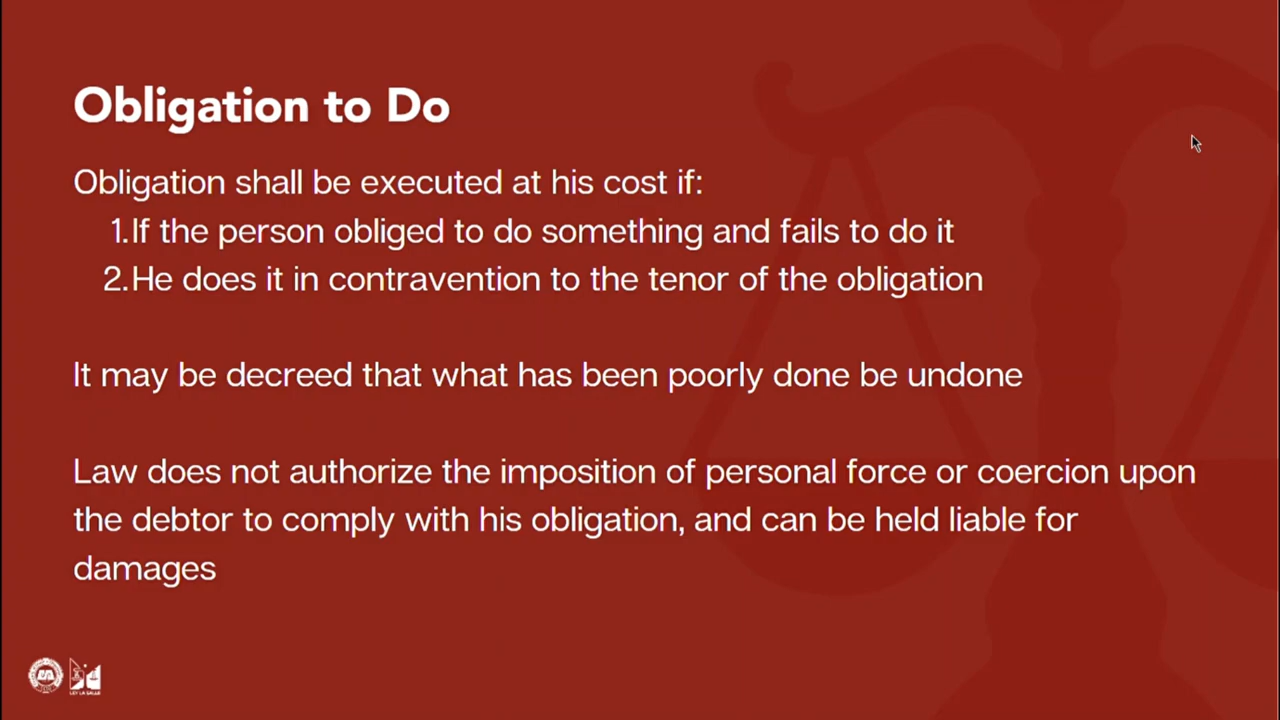 Obligation to Do
Obligation shall be executed at his cost if:
1.If the person obliged to do something and fails to do it
2.He does it in contravention to the tenor of the obligation
It may be decreed that what has been poorly done be undone
Law does not authorize the imposition of personal force or coercion upon
the debtor to comply with his obligation, and can be held liable for
damages
LEY LA SALLE